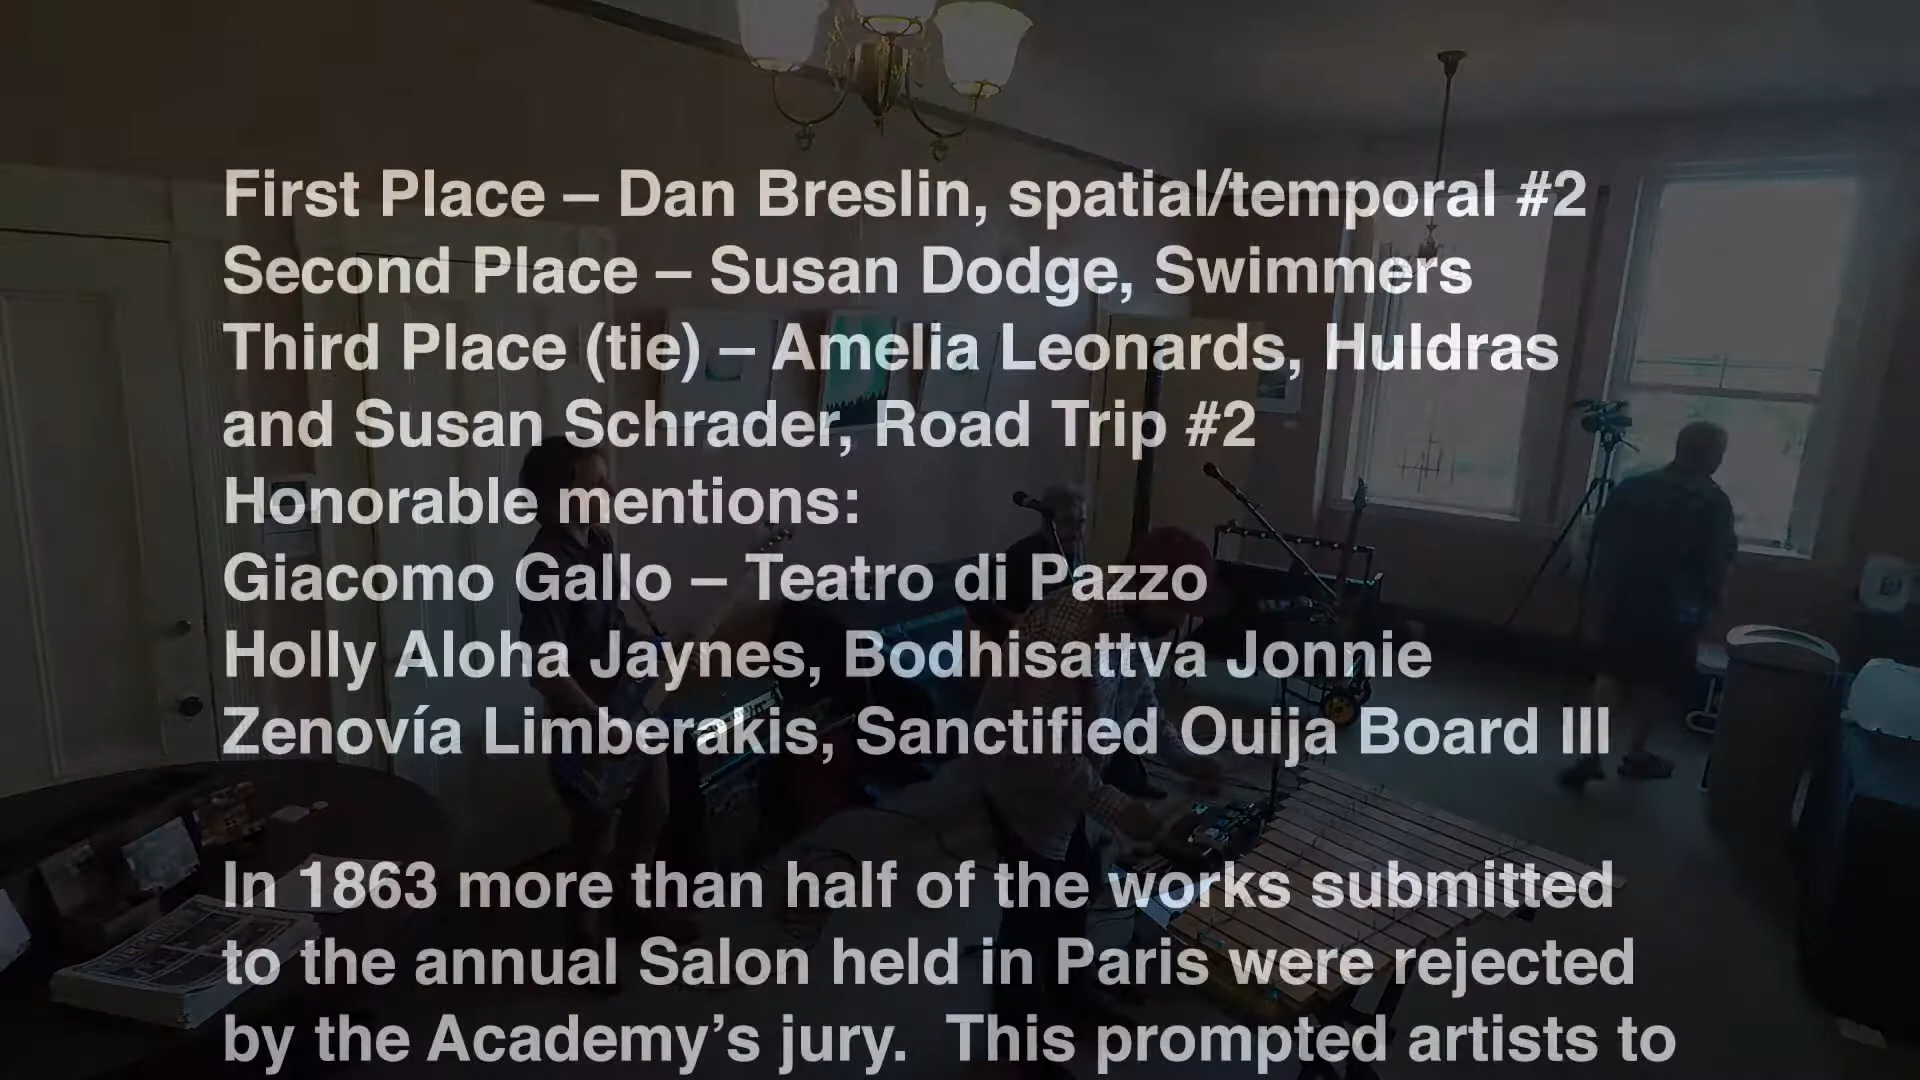 First Place – Dan Breslin, spatial/temporal #2
Second Place – Susan Dodge, Swimmers
Third Place (tie) – Amelia Leonards, Huldras
and Susan Schrader, Road Trip #2
Honorable mentions:
Giacomo Gallo – Teatro di Pazzo
Holly Aloha Jaynes, Bodhisattva Jonnie
Zenovía Limberakis, Sanctified Ouija Board III
In 1863 more than half of the works submitted
to the annual Salon held in Paris were rejected
by the Academy’s jury.  This prompted artists to